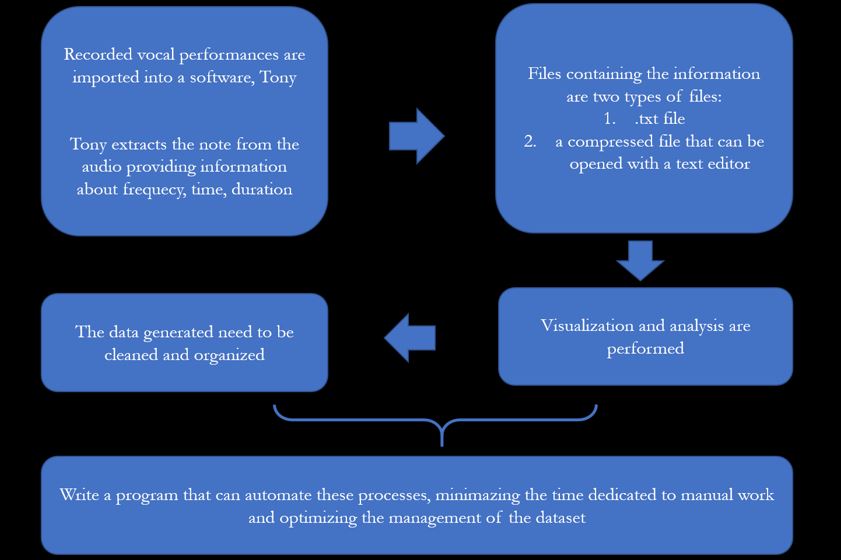 Recorded vocal performances are
imported into a software, Tony
Tony extracts the note from the
audio providing information
about frequecy, time, duration
Files containing the information
are two types of files:
1. .txt file
2. a compressed file that can be
opened with a text editor
Visualization and analysis are
performed
The data generated need to be
cleaned and organized
Write a program that can automate these processes, minimazing the time dedicated to manual work
and optimizing the management of the dataset